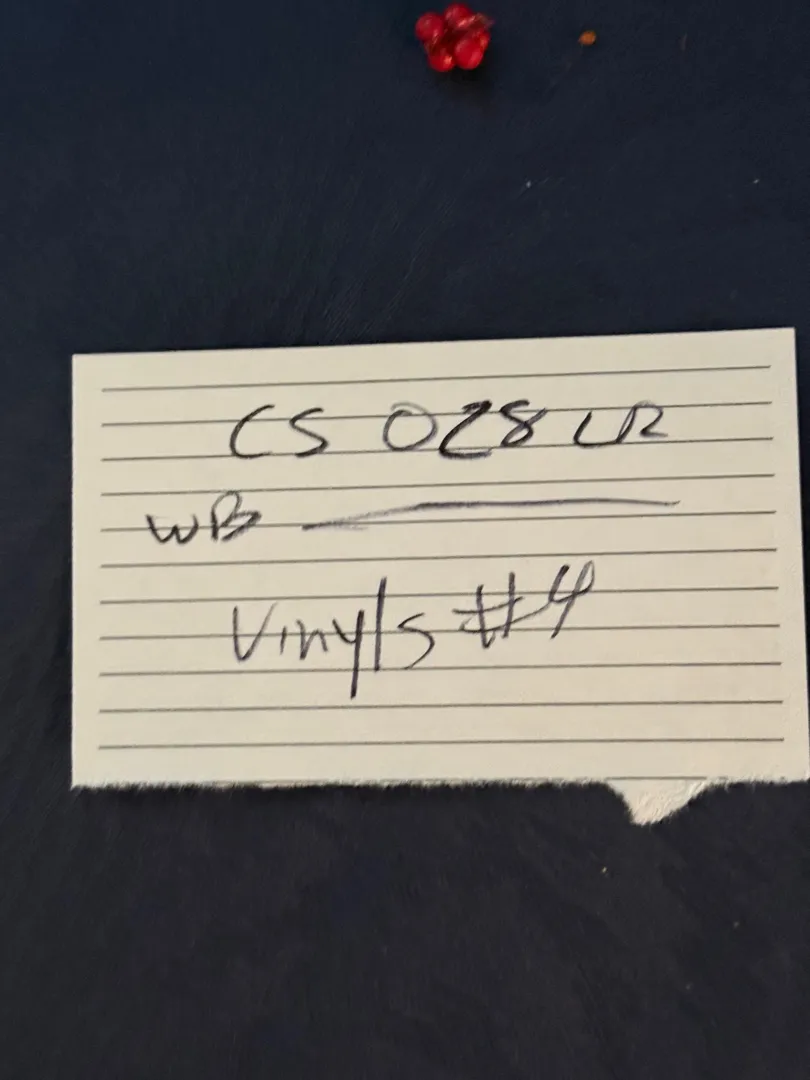 CS 028 LR
WB ———
Vinyls #4